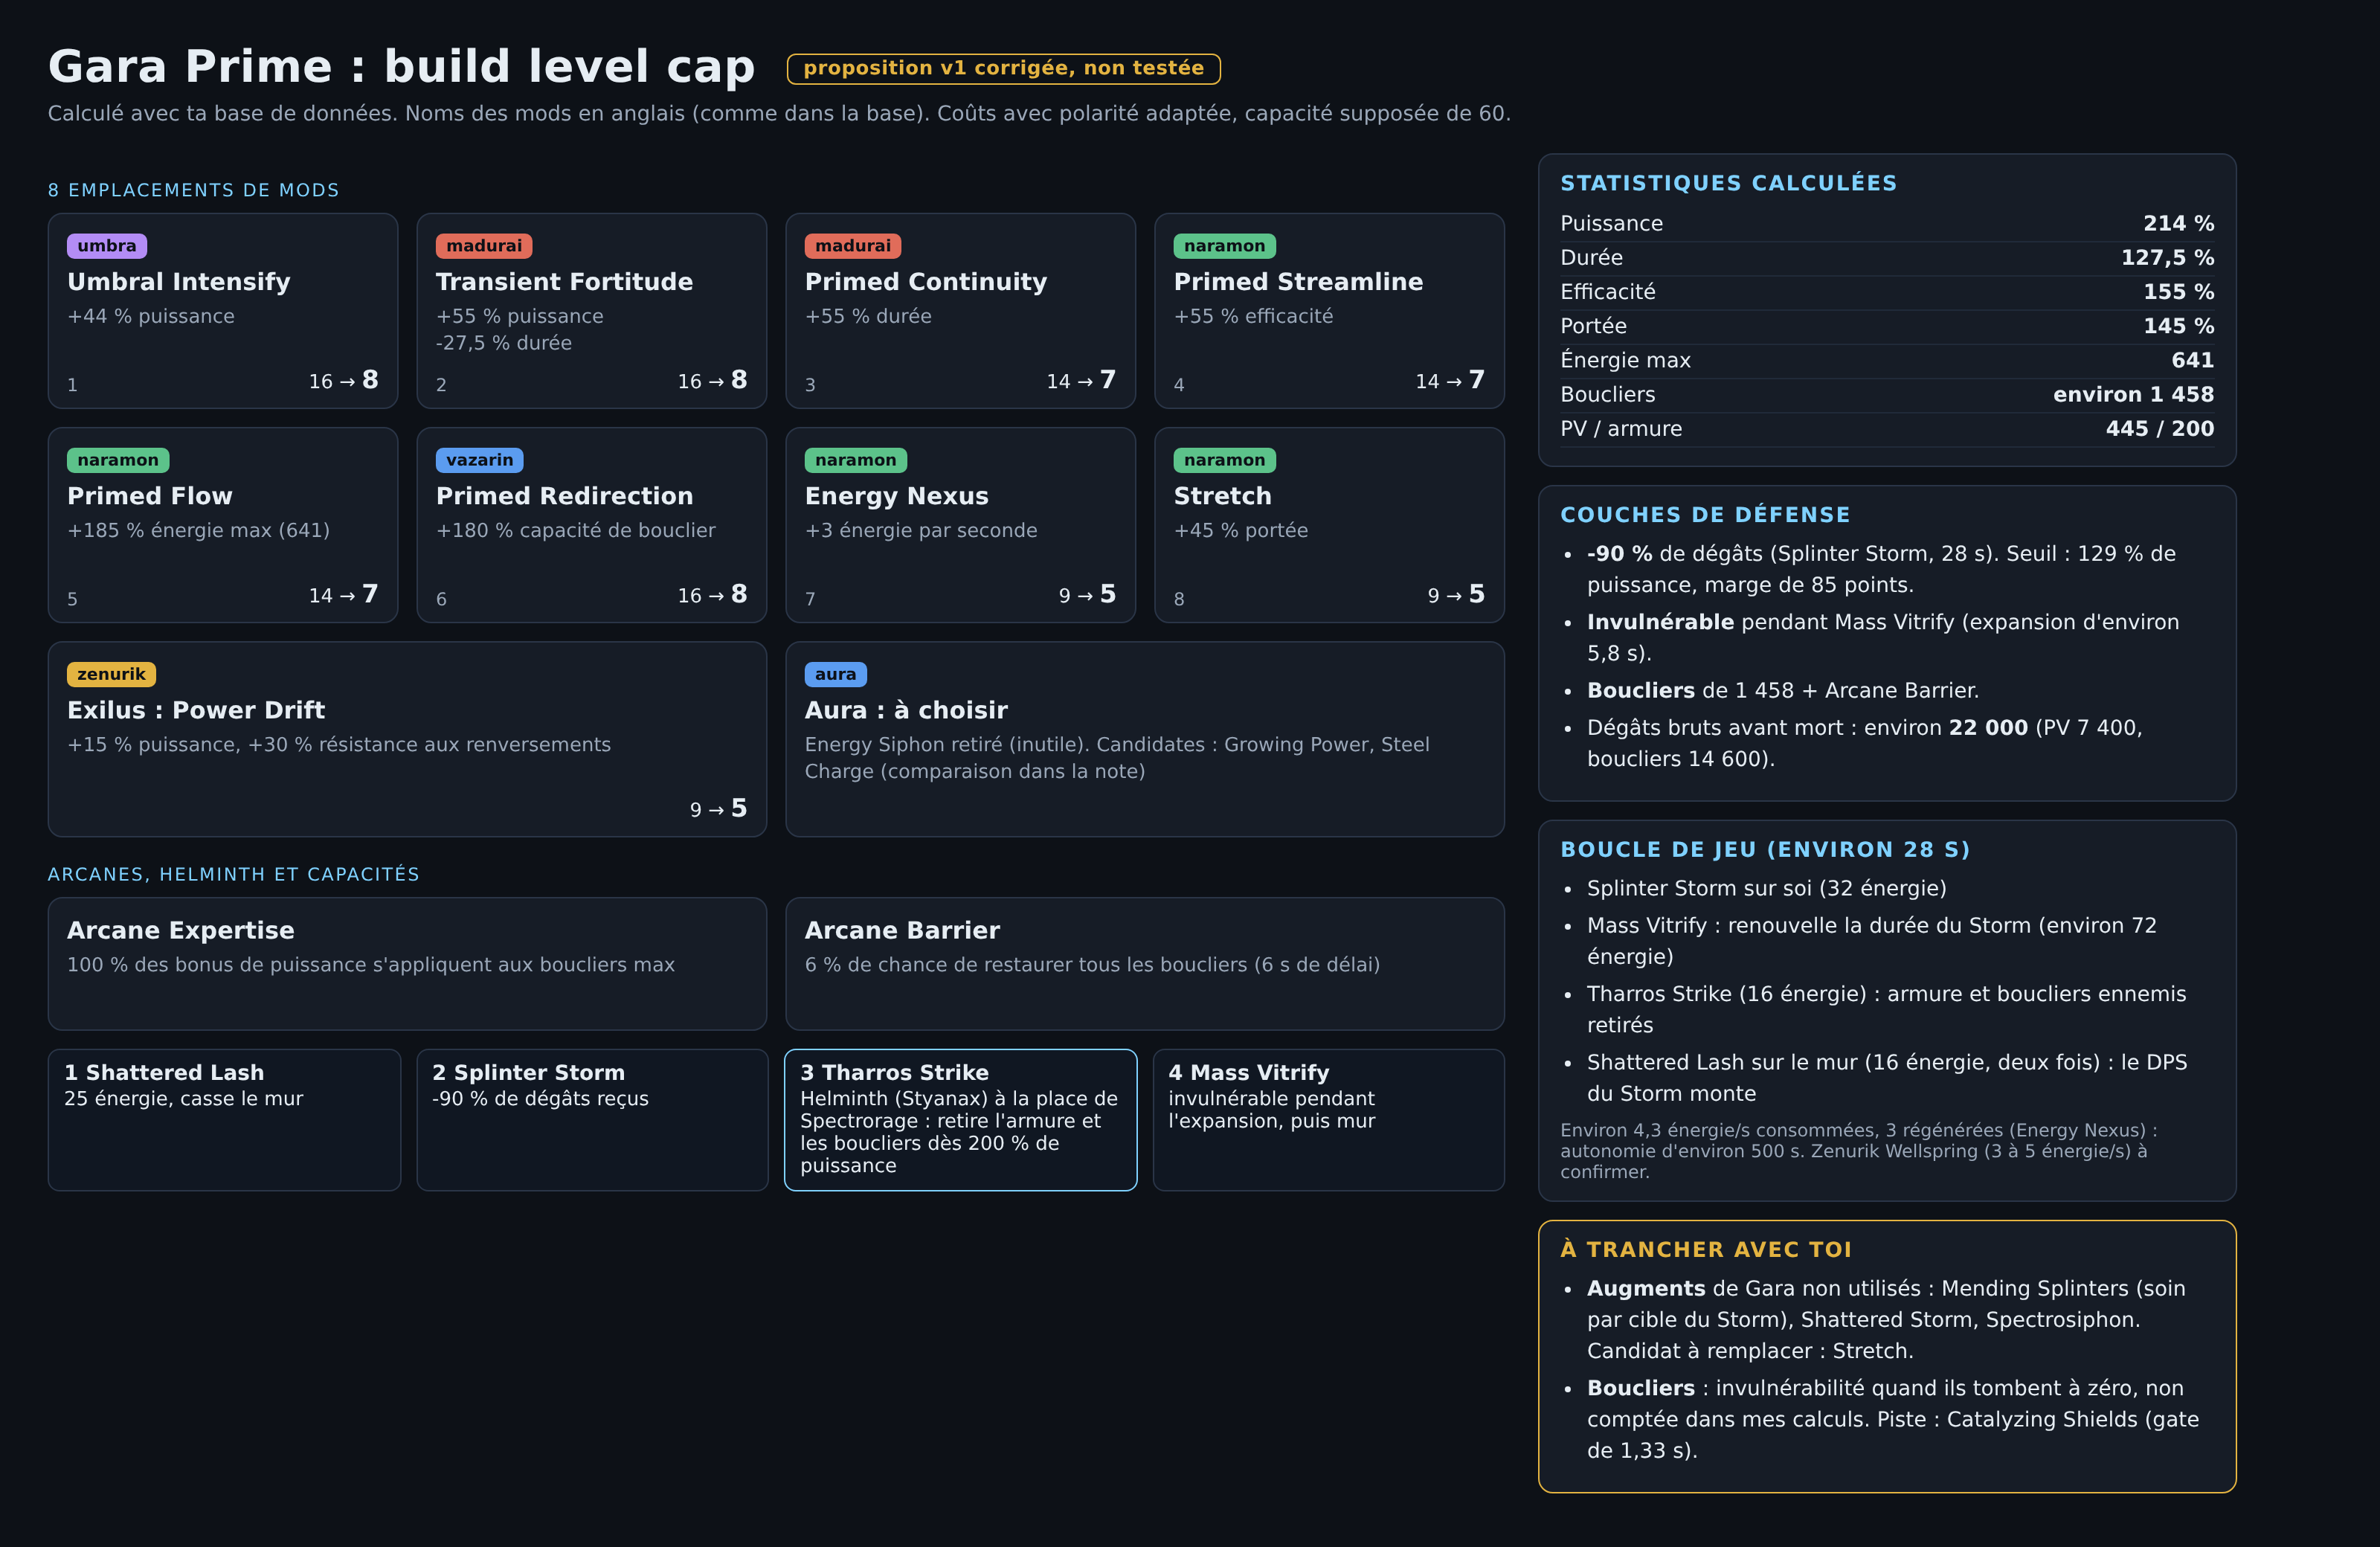 Gara Prime : build level cap
proposition v1 corrigée, non testée
Calculé avec ta base de données. Noms des mods en anglais (comme dans la base). Coûts avec polarité adaptée, capacité supposée de 60.
8 EMPLACEMENTS DE MODS
umbra
Umbral Intensify
+44 % puissance
1
16 → 8
madurai
Transient Fortitude
+55 % puissance
-27,5 % durée
2
16 → 8
madurai
Primed Continuity
+55 % durée
3
14 → 7
naramon
Primed Streamline
+55 % efficacité
4
14 → 7
naramon
Primed Flow
+185 % énergie max (641)
5
14 → 7
vazarin
Primed Redirection
+180 % capacité de bouclier
6
16 → 8
naramon
Energy Nexus
+3 énergie par seconde
7
9 → 5
naramon
Stretch
+45 % portée
8
9 → 5
zenurik
Exilus : Power Drift
+15 % puissance, +30 % résistance aux renversements
9 → 5
aura
Aura : à choisir
Energy Siphon retiré (inutile). Candidates : Growing Power, Steel
Charge (comparaison dans la note)
ARCANES, HELMINTH ET CAPACITÉS
Arcane Expertise
100 % des bonus de puissance s'appliquent aux boucliers max
Arcane Barrier
6 % de chance de restaurer tous les boucliers (6 s de délai)
1 Shattered Lash
25 énergie, casse le mur
2 Splinter Storm
-90 % de dégâts reçus
3 Tharros Strike
Helminth (Styanax) à la place de
Spectrorage : retire l'armure et
les boucliers dès 200 % de
puissance
4 Mass Vitrify
invulnérable pendant
l'expansion, puis mur
STATISTIQUES CALCULÉES
Puissance 214 %
Durée 127,5 %
Efficacité 155 %
Portée 145 %
Énergie max 641
Boucliers environ 1 458
PV / armure 445 / 200
COUCHES DE DÉFENSE
• -90 % de dégâts (Splinter Storm, 28 s). Seuil : 129 % de
puissance, marge de 85 points.
• Invulnérable pendant Mass Vitrify (expansion d'environ
5,8 s).
• Boucliers de 1 458 + Arcane Barrier.
• Dégâts bruts avant mort : environ 22 000 (PV 7 400,
boucliers 14 600).
BOUCLE DE JEU (ENVIRON 28 S)
• Splinter Storm sur soi (32 énergie)
• Mass Vitrify : renouvelle la durée du Storm (environ 72
énergie)
• Tharros Strike (16 énergie) : armure et boucliers ennemis
retirés
• Shattered Lash sur le mur (16 énergie, deux fois) : le DPS
du Storm monte
Environ 4,3 énergie/s consommées, 3 régénérées (Energy Nexus) :
autonomie d'environ 500 s. Zenurik Wellspring (3 à 5 énergie/s) à
confirmer.
À TRANCHER AVEC TOI
• Augments de Gara non utilisés : Mending Splinters (soin
par cible du Storm), Shattered Storm, Spectrosiphon.
Candidat à remplacer : Stretch.
• Boucliers : invulnérabilité quand ils tombent à zéro, non
comptée dans mes calculs. Piste : Catalyzing Shields (gate
de 1,33 s).